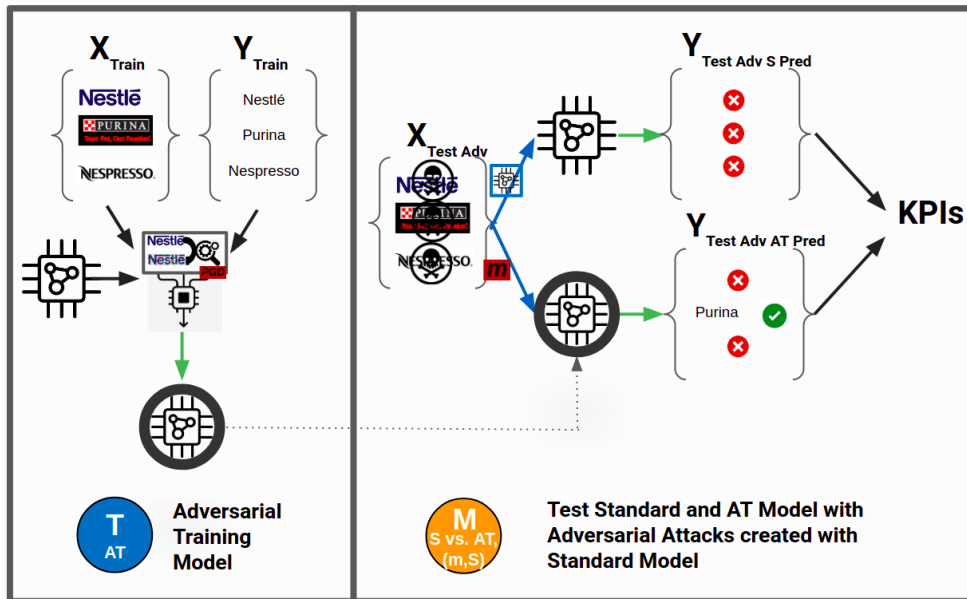 X Train
Y Train
Nestlé
PURINA
Your Pet, Our Passion.
NESPRESSO.
Nestlé
Purina
Nespresso
Nestlé
Nestlé
PGD
T
AT
Adversarial
Training
Model
X Test Adv
Nestlé
PURINA
NESPRESSO.
m
Y Test Adv S Pred
Y Test Adv AT Pred
Purina
KPIs
M
S vs. AT,
(m,S)
Test Standard and AT Model with
Adversarial Attacks created with
Standard Model